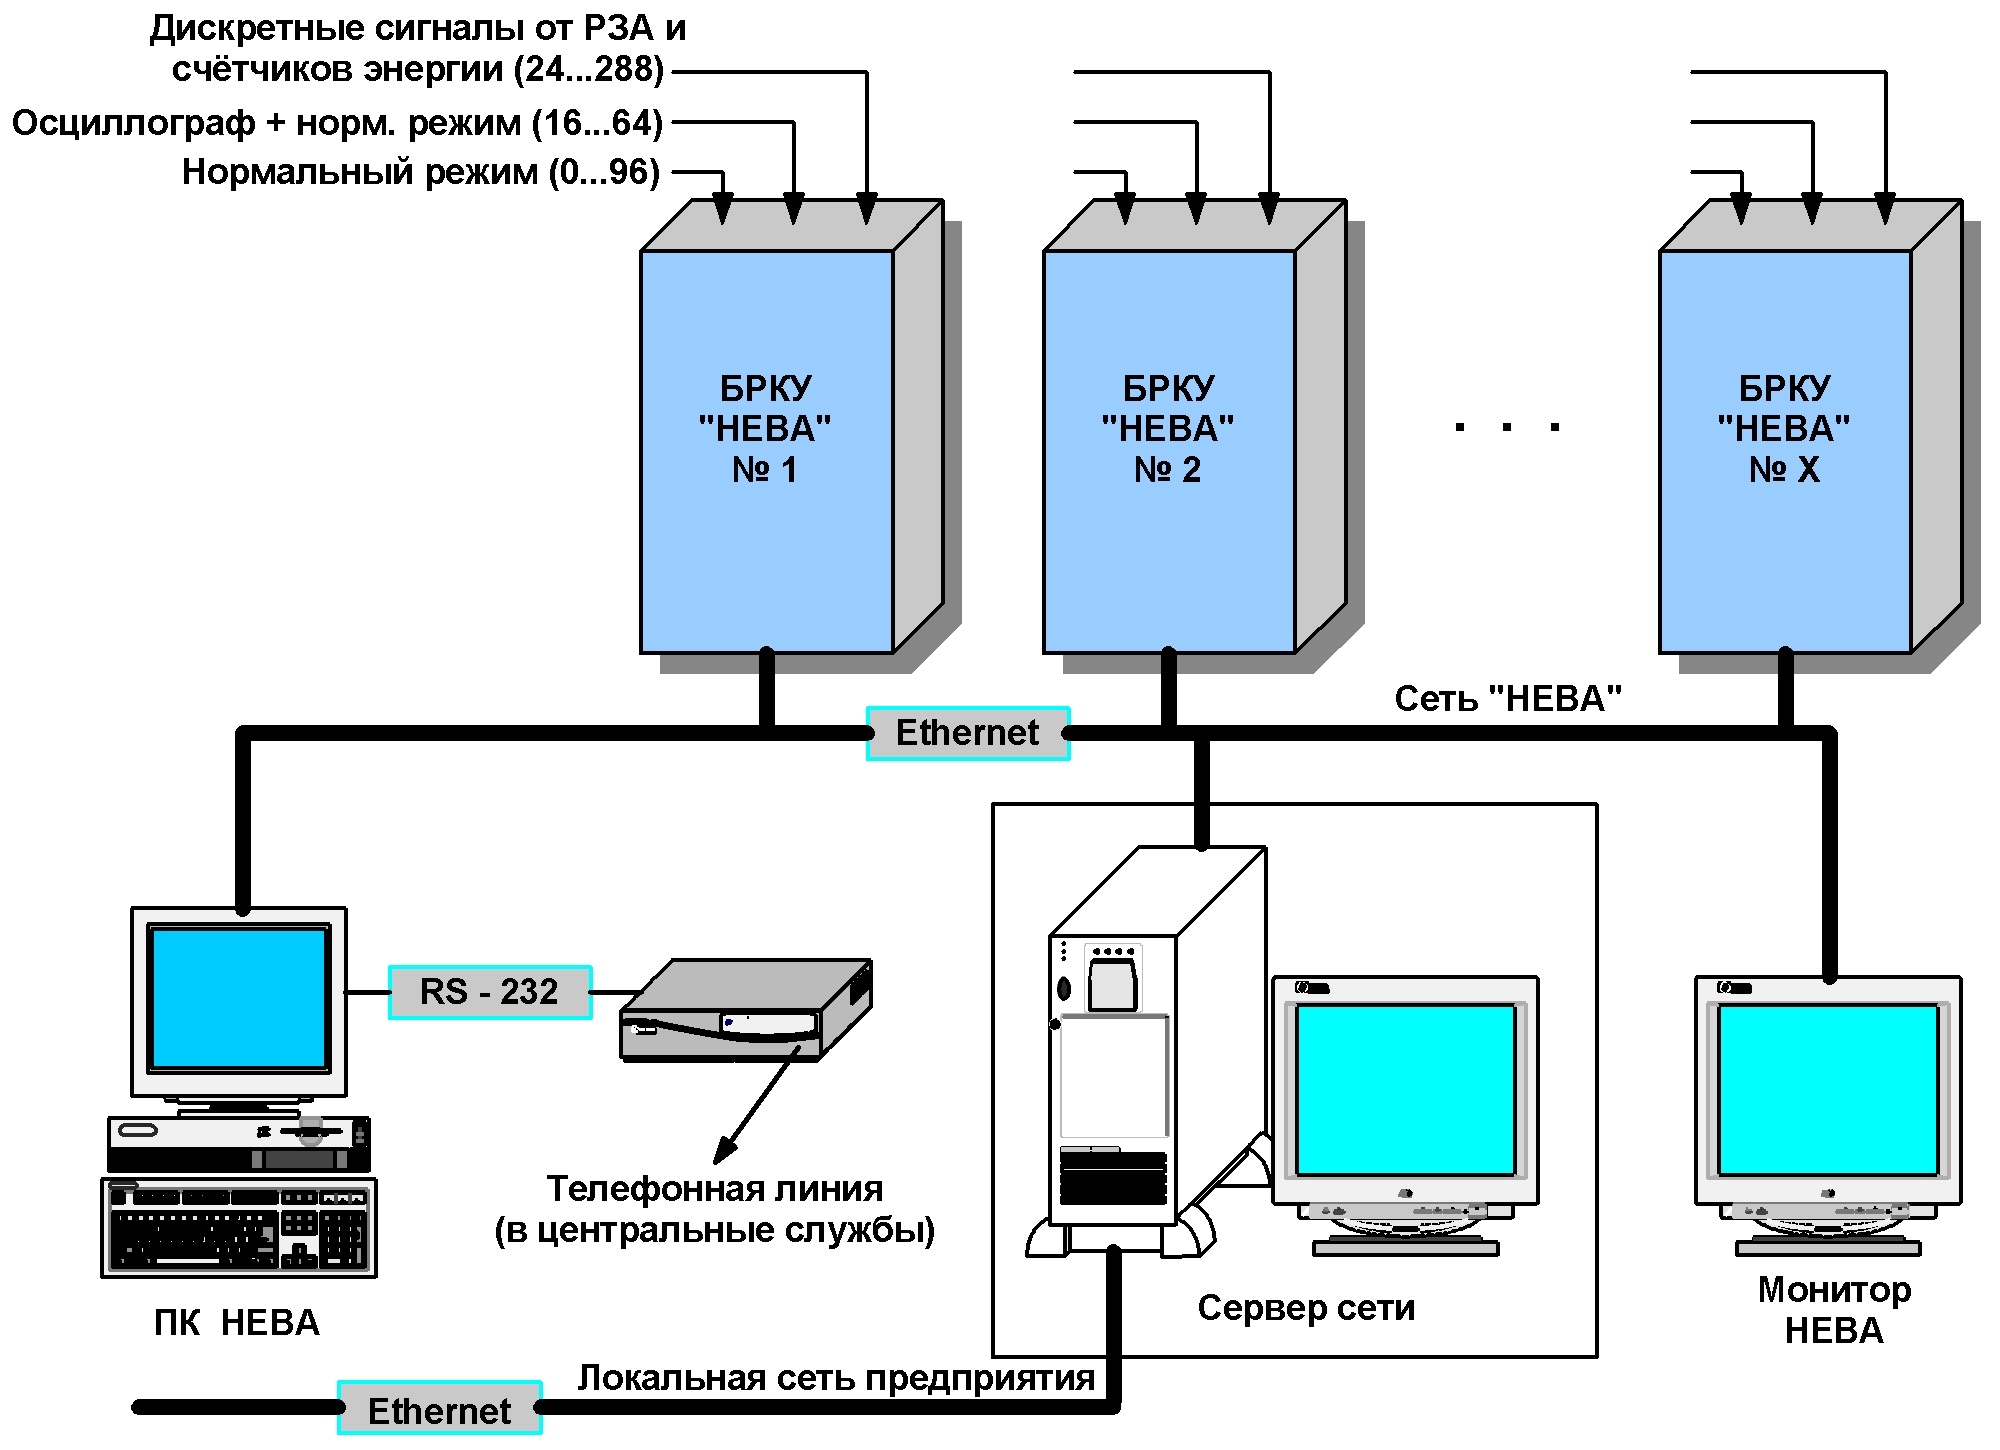 Дискретные сигналы от РЗА и
счётчиков энергии (24...288)
Осциллограф + норм. режим (16...64)
Нормальный режим (0...96)
БРКУ
"НЕВА"
№ 1
БРКУ
"НЕВА"
№ 2
. . .
БРКУ
"НЕВА"
№ X
Сеть "НЕВА"
Ethernet
RS - 232
Телефонная линия
(в центральные службы)
ПК НЕВА
Сервер сети
Монитор
НЕВА
Локальная сеть предприятия
Ethernet